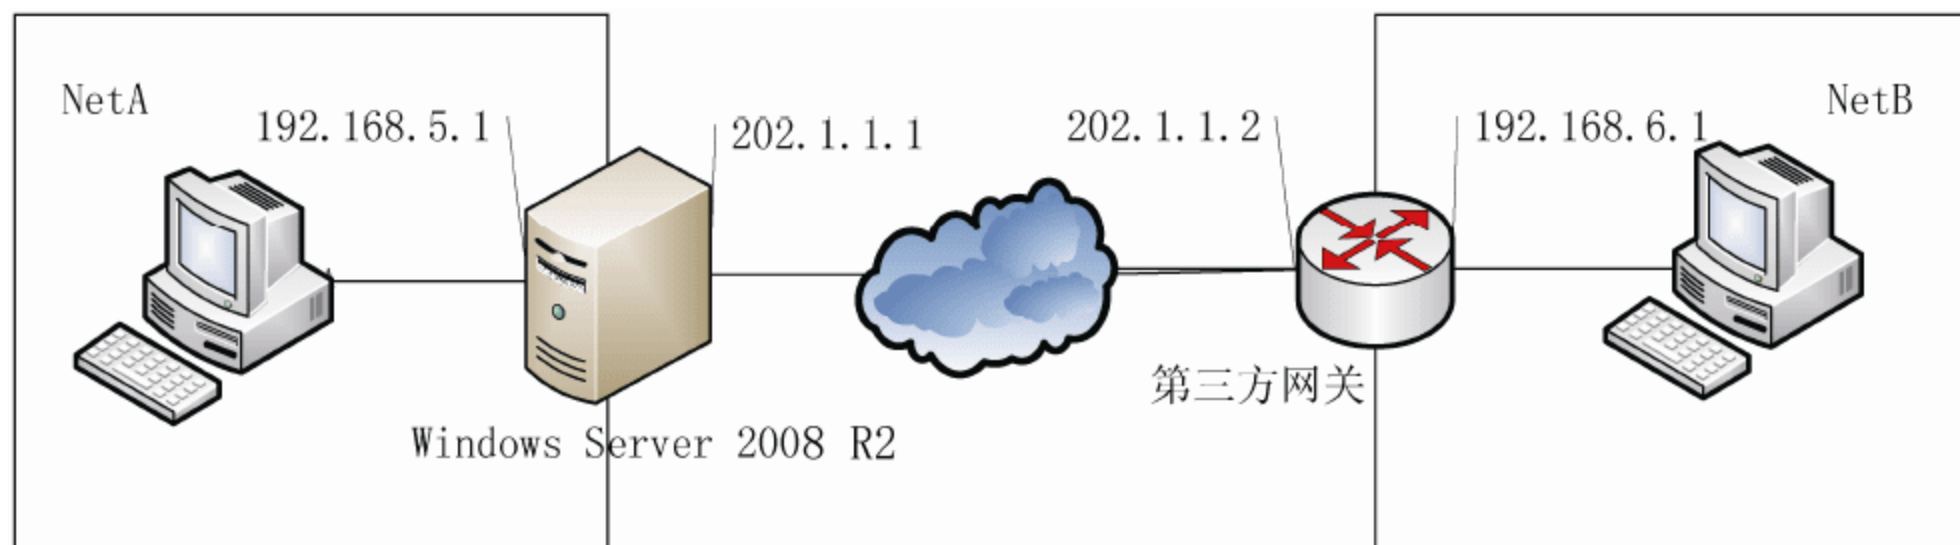 NetA
192.168.5.1
202.1.1.1
202.1.1.2
192.168.6.1
NetB
第三方网关
Windows Server 2008 R2